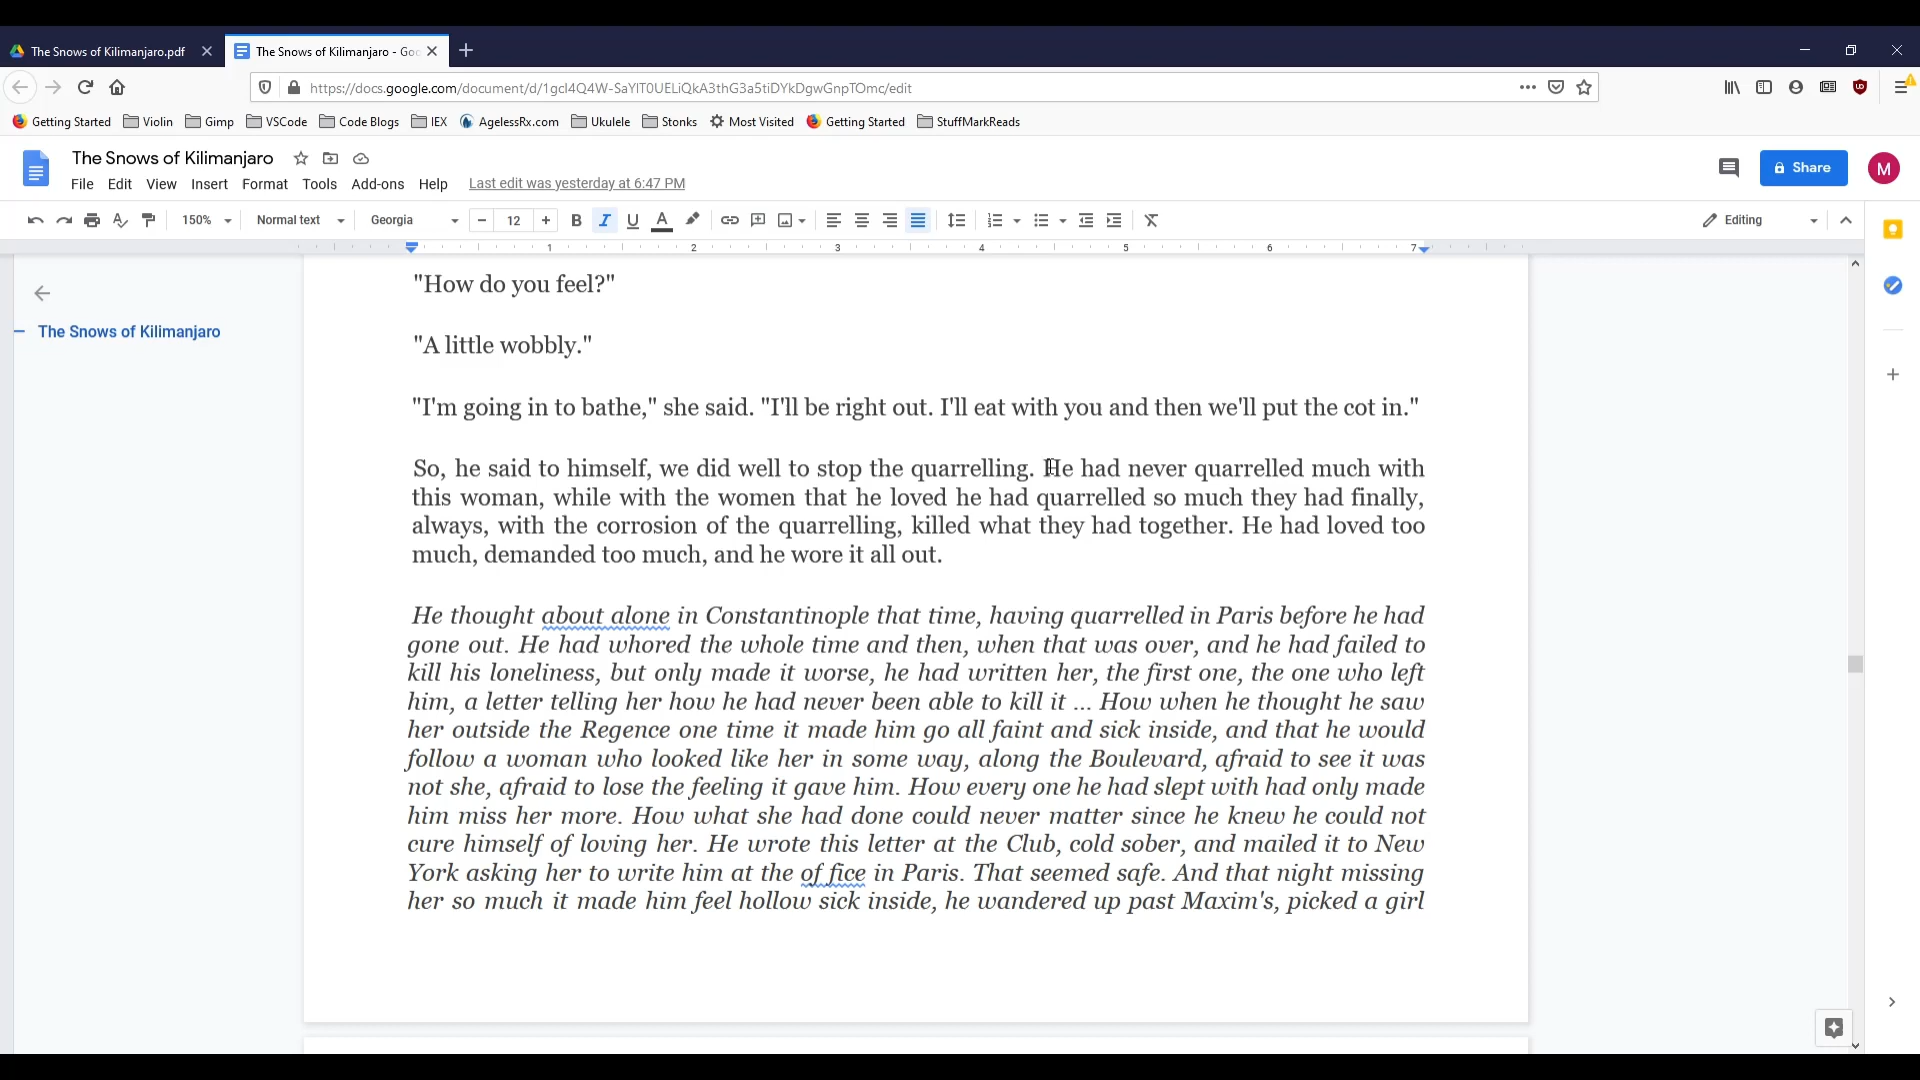 The Snows of Kilimanjaro.pdf
The Snows of Kilimanjaro - Goo
https://docs.google.com/document/d/1gcl4Q4W-SaYlT0UELiQkA3thG3a5tiDYkDgwGnpTOmc/edit
Getting Started Violin Gimp VSCode Code Blogs IEX AgelessRx.com Ukulele Stonks Most Visited Getting Started StuffMarkReads
The Snows of Kilimanjaro
Share
M
File Edit View Insert Format Tools Add-ons Help Last edit was yesterday at 6:47 PM
150% Normal text Georgia 12 B I U A Editing
1 2 3 4 5 6 7
The Snows of Kilimanjaro
"How do you feel?"
"A little wobbly."
"I'm going in to bathe," she said. "I'll be right out. I'll eat with you and then we'll put the cot in."
So, he said to himself, we did well to stop the quarrelling. He had never quarrelled much with
this woman, while with the women that he loved he had quarrelled so much they had finally,
always, with the corrosion of the quarrelling, killed what they had together. He had loved too
much, demanded too much, and he wore it all out.
He thought about alone in Constantinople that time, having quarrelled in Paris before he had
gone out. He had whored the whole time and then, when that was over, and he had failed to
kill his loneliness, but only made it worse, he had written her, the first one, the one who left
him, a letter telling her how he had never been able to kill it ... How when he thought he saw
her outside the Regence one time it made him go all faint and sick inside, and that he would
follow a woman who looked like her in some way, along the Boulevard, afraid to see it was
not she, afraid to lose the feeling it gave him. How every one he had slept with had only made
him miss her more. How what she had done could never matter since he knew he could not
cure himself of loving her. He wrote this letter at the Club, cold sober, and mailed it to New
York asking her to write him at the of fice in Paris. That seemed safe. And that night missing
her so much it made him feel hollow sick inside, he wandered up past Maxim's, picked a girl